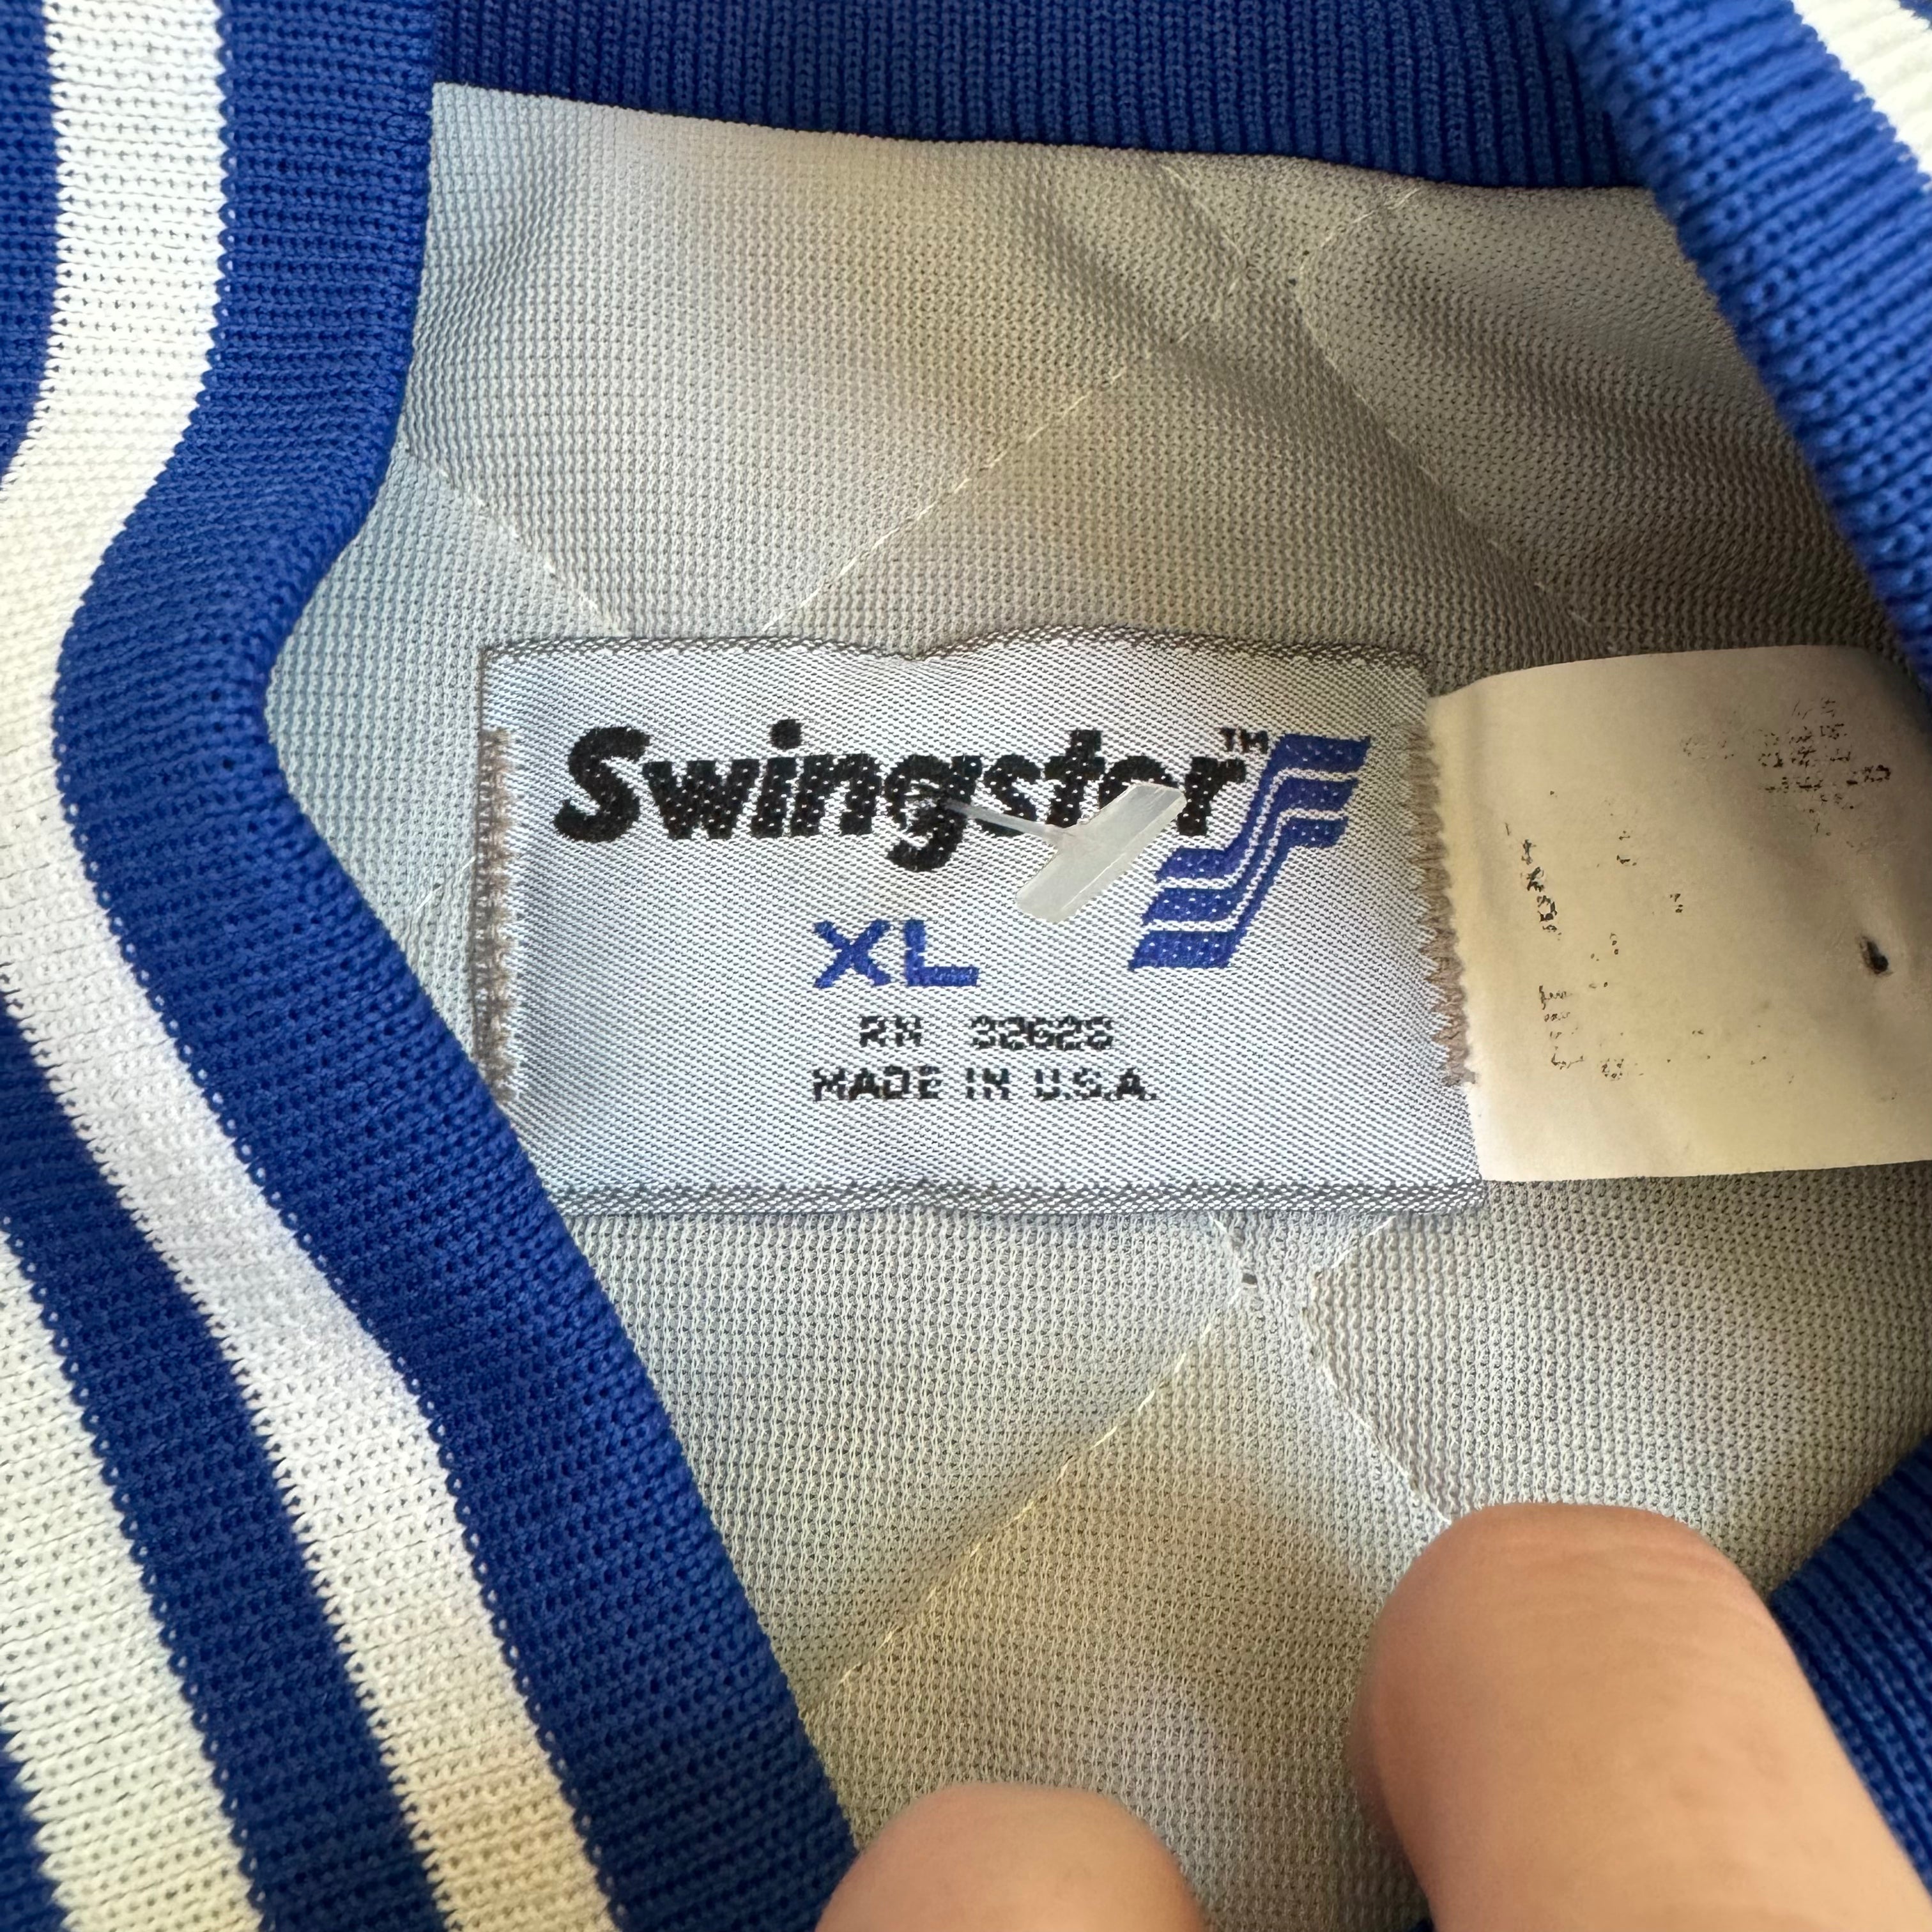 Swingster™
XL
RN 32628
MADE IN U.S.A.